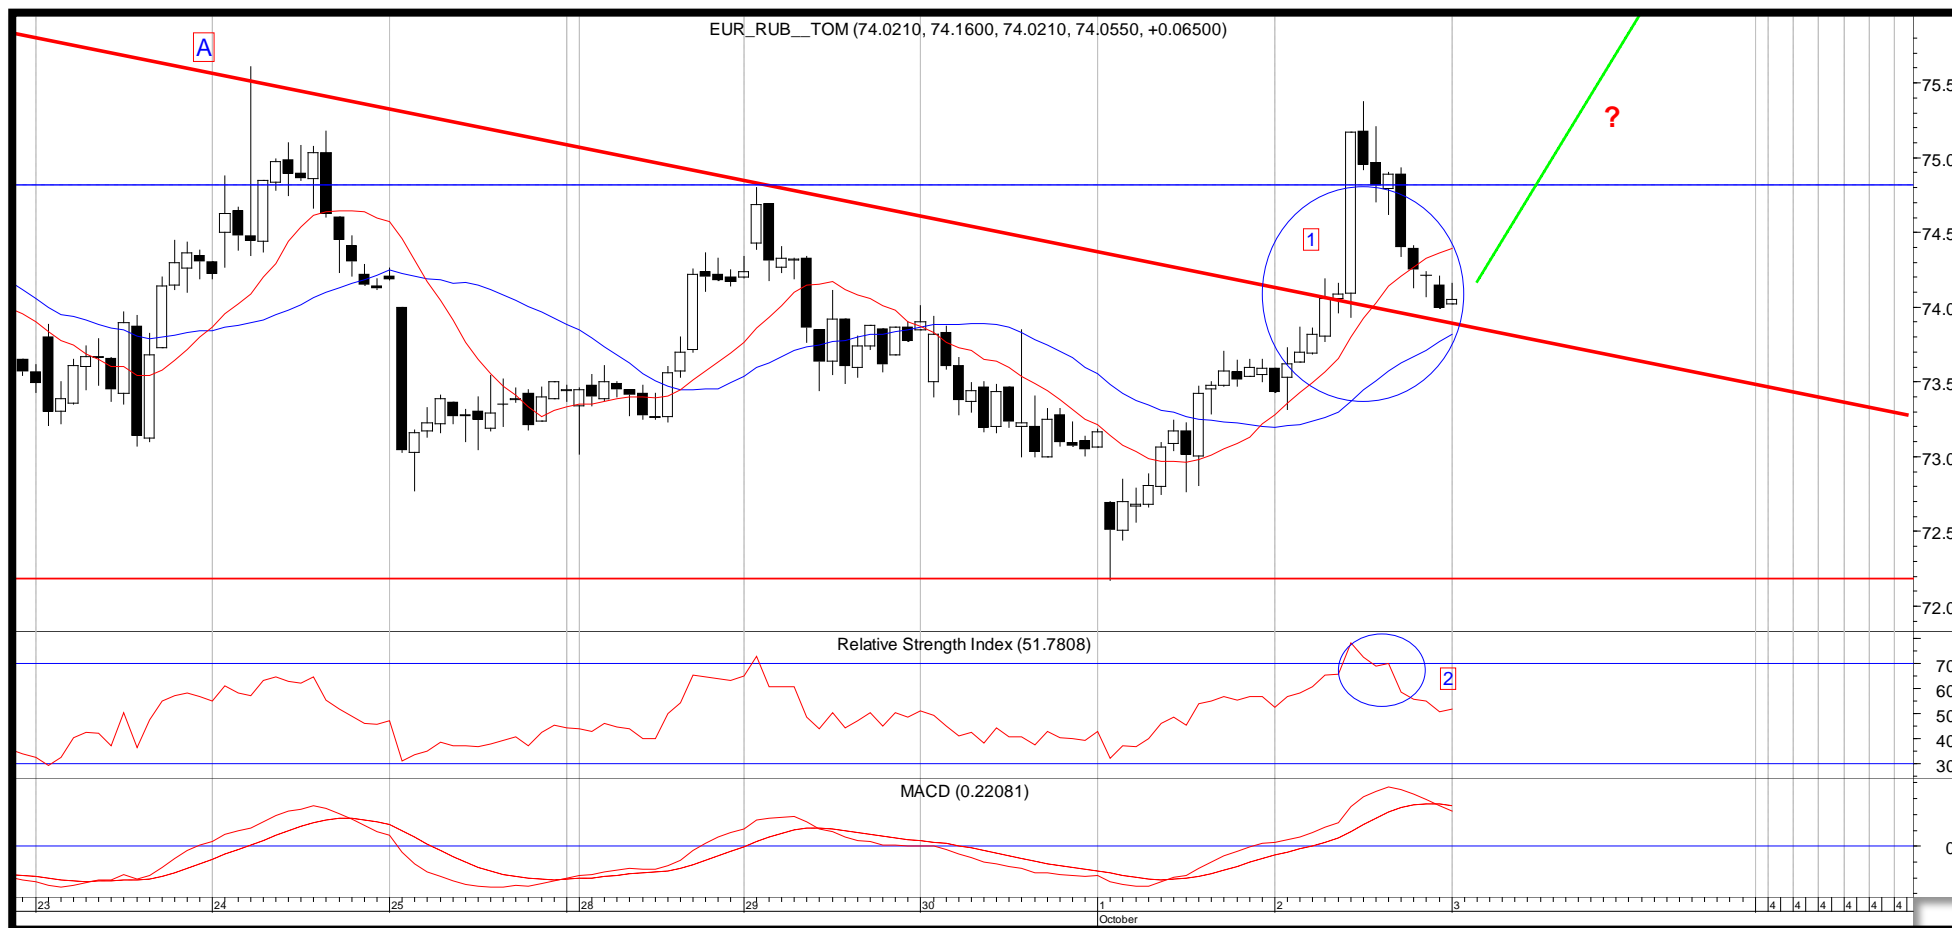 EUR_RUB__TOM (74.0210, 74.1600, 74.0210, 74.0550, +0.06500)
A
?
1
75.5
75.0
74.5
74.0
73.5
73.0
72.5
72.0
Relative Strength Index (51.7808)
2
70
60
50
40
30
MACD (0.22081)
0
23 24 25 28 29 30 1 2 3 4 4 4 4 4 4
October